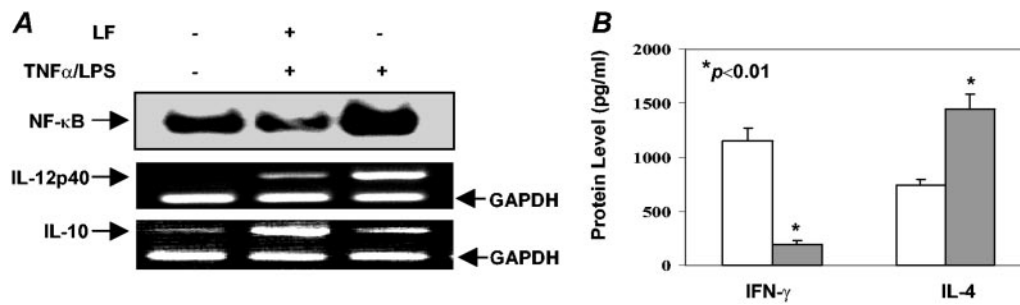 A
LF - + -
TNFα/LPS - + +
NF-κB
IL-12p40
GAPDH
IL-10
GAPDH
B
Protein Level (pg/ml)
2000
1500
1000
500
0
*p<0.01
*
*
IFN-γ IL-4